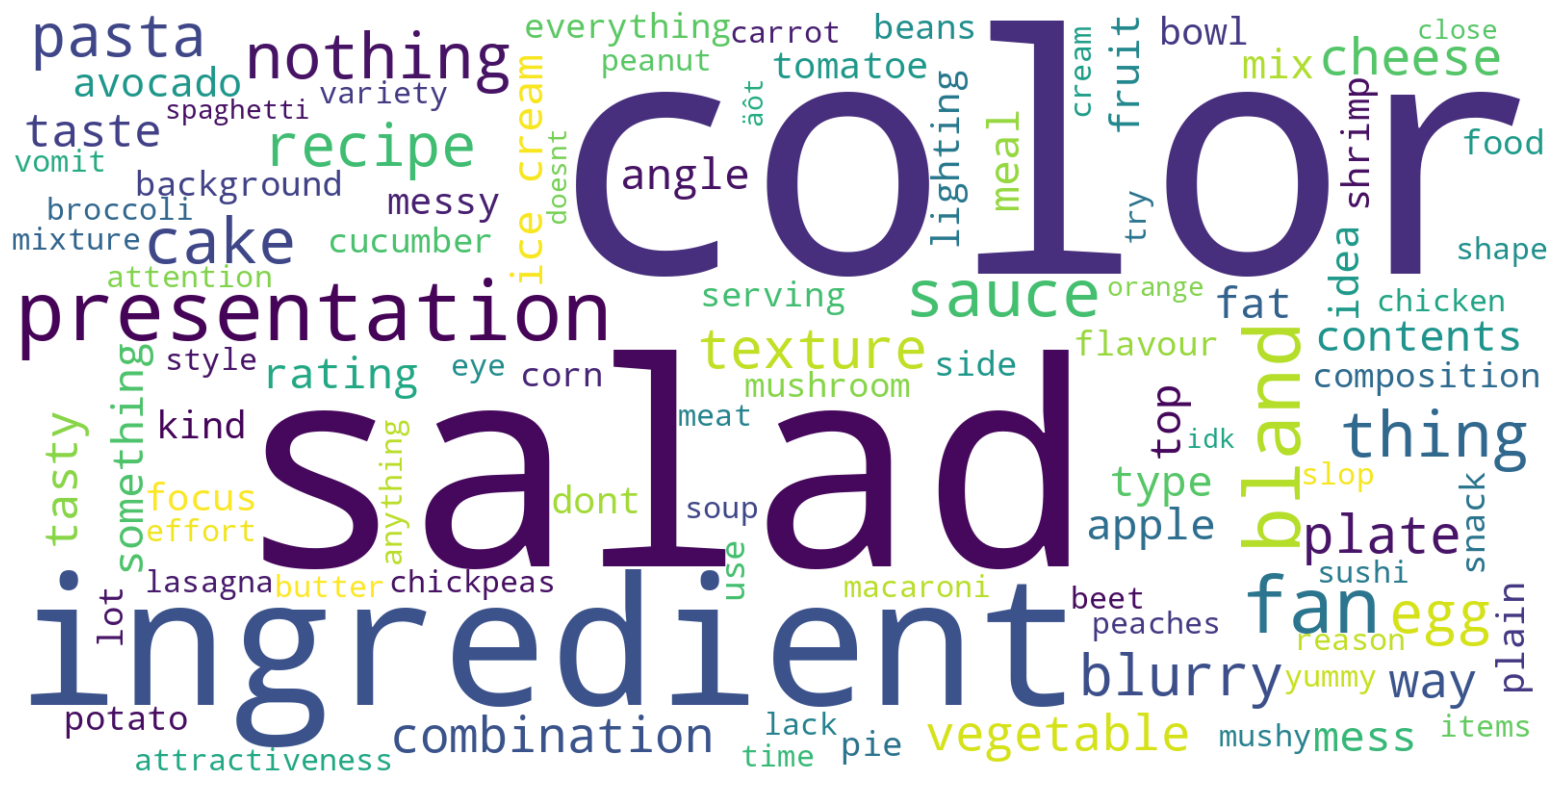 pasta
nothing
everything
carrot
beans
fruit
bowl
close
avocado
spaghetti
variety
peanut
äôt
tomatoe
cream
mix
cheese
taste
recipe
ice cream
color
lighting
shrimp
food
vomit
background
messy
doesnt
angle
meal
try
broccoli
mixture
cake
cucumber
idea
shape
attention
presentation
serving
sauce
orange
fat
chicken
style
rating
eye
corn
texture
side
flavour
contents
mushroom
composition
something
kind
salad
meat
bland
top
thing
idk
tasty
focus
effort
anything
dont
soup
type
slop
apple
plate
snack
lasagna
butter
chickpeas
use
macaroni
sushi
lot
ingredient
beet
peaches
fan
egg
reason
plain
blurry
yummy
way
potato
combination
lack
time
pie
vegetable
mushy
mess
items
attractiveness